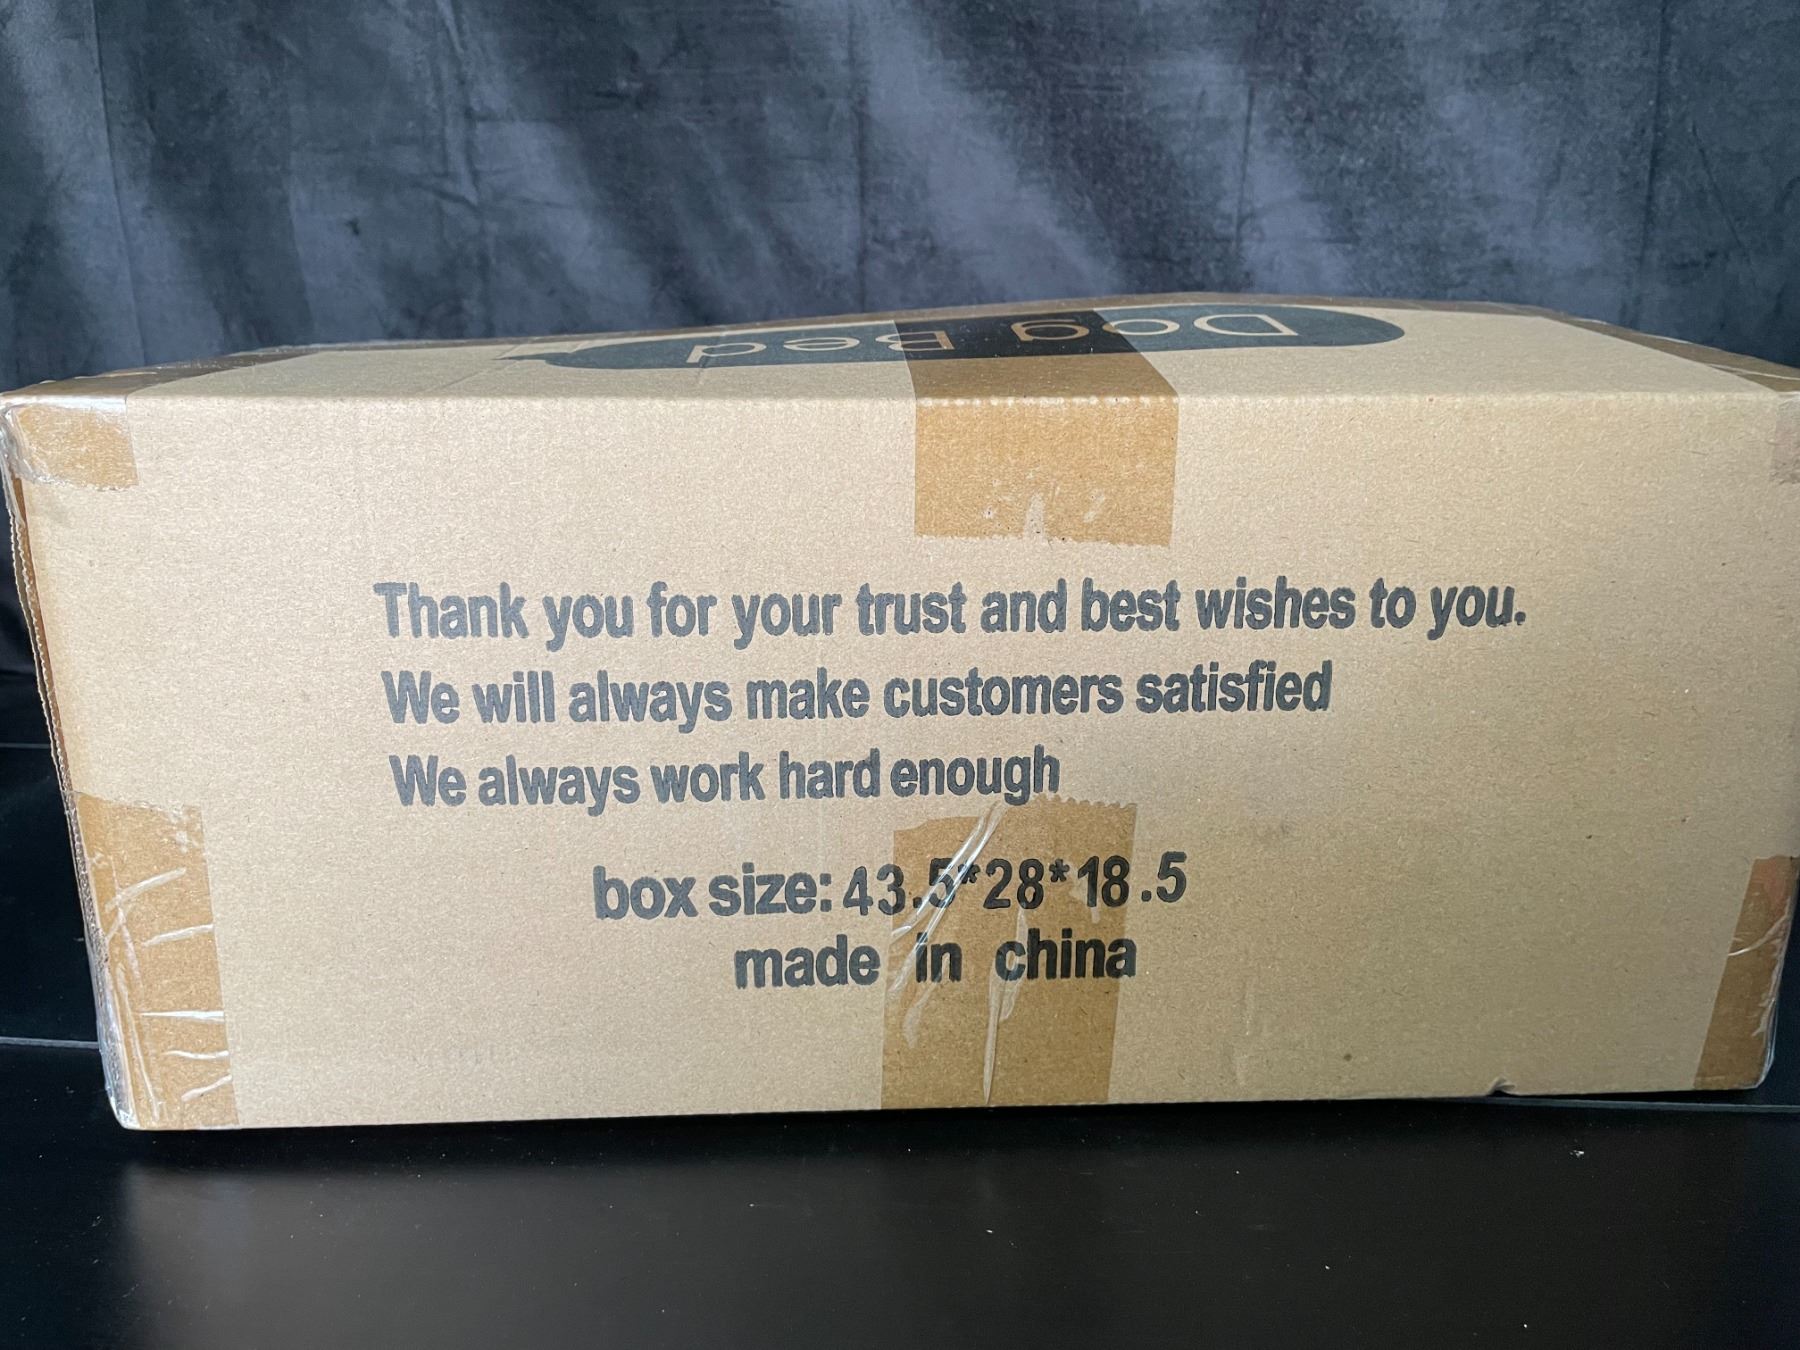 Dog Bed
Thank you for your trust and best wishes to you.
We will always make customers satisfied
We always work hard enough
box size: 43.5*28*18.5
made in china